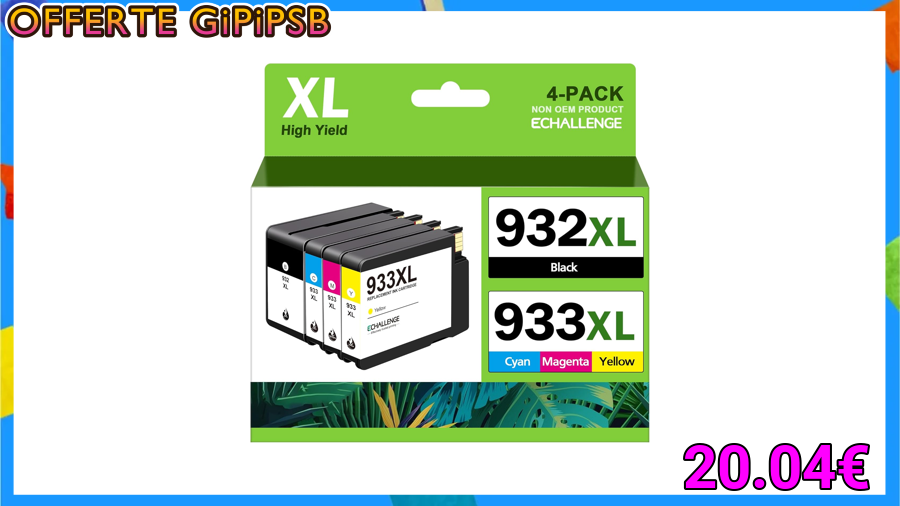 OFFERTE GiPiPSB
XL
High Yield
4-PACK
NON OEM PRODUCT
ECHALLENGE
932XL
Black
933XL
Cyan Magenta Yellow
932
XL
C
933
XL
M
933
XL
Y
933
XL
933XL
REPLACEMENT INK CARTRIDGE
Yellow
ECHALLENGE
20.04€